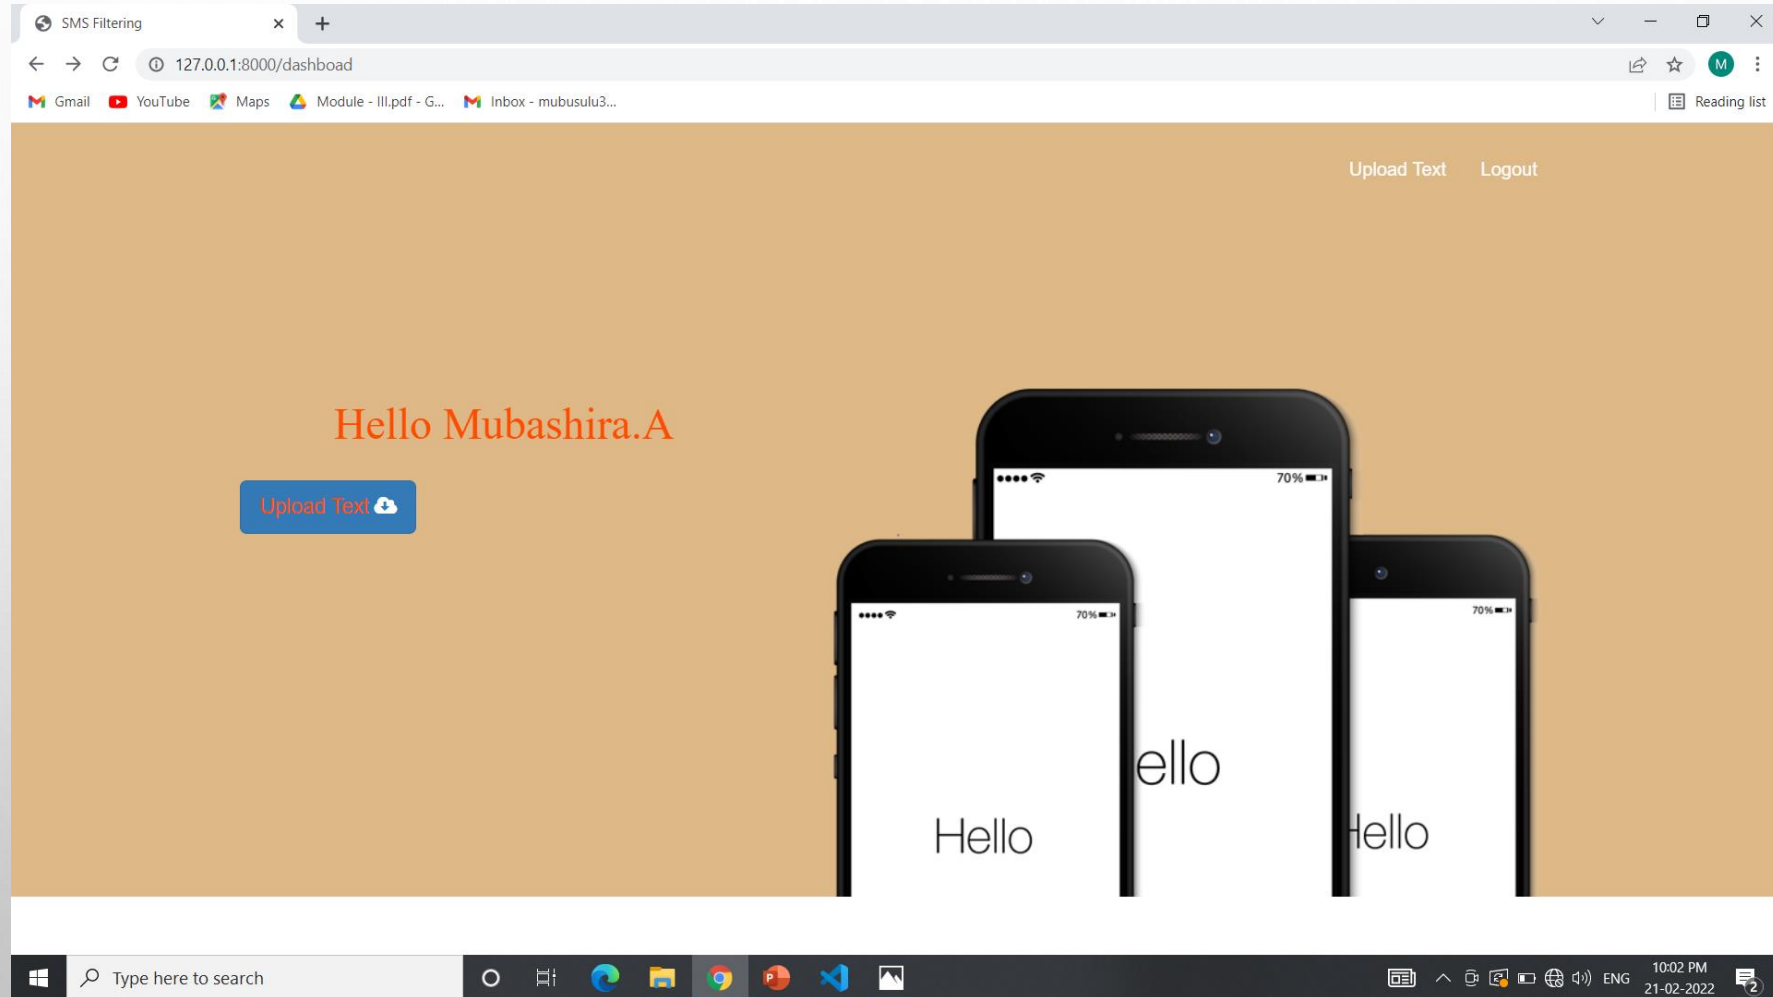 SMS Filtering
127.0.0.1:8000/dashboad
M
Gmail YouTube Maps Module - III.pdf - G... Inbox - mubusulu3... Reading list
Upload Text Logout
Hello Mubashira.A
Upload Text
70%
70%
70%
ello
Hello
Hello
Type here to search
ENG
10:02 PM
21-02-2022
2